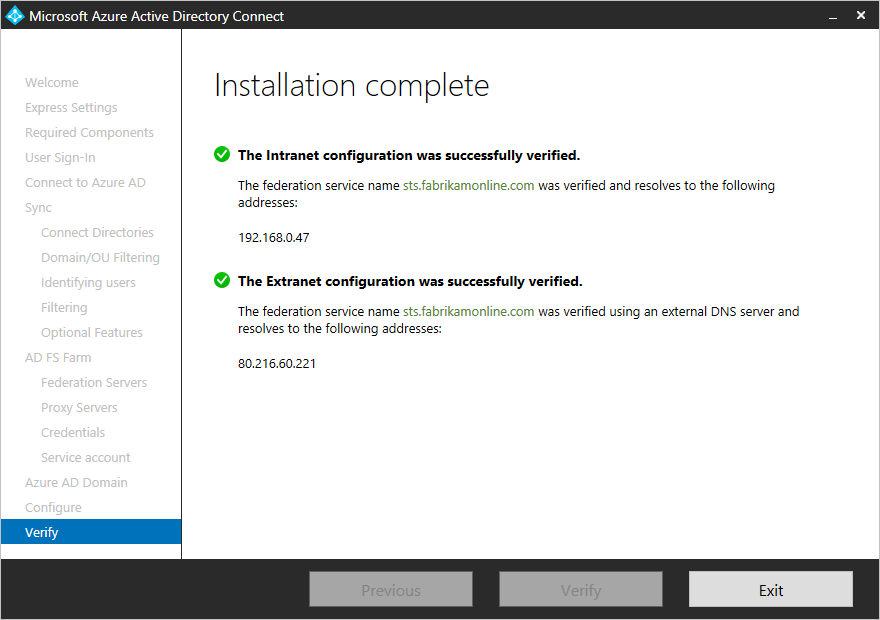 Microsoft Azure Active Directory Connect
Welcome
Express Settings
Required Components
User Sign-In
Connect to Azure AD
Sync
Connect Directories
Domain/OU Filtering
Identifying users
Filtering
Optional Features
AD FS Farm
Federation Servers
Proxy Servers
Credentials
Service account
Azure AD Domain
Configure
Verify
Installation complete
The Intranet configuration was successfully verified.
The federation service name sts.fabrikamonline.com was verified and resolves to the following
addresses:
192.168.0.47
The Extranet configuration was successfully verified.
The federation service name sts.fabrikamonline.com was verified using an external DNS server and
resolves to the following addresses:
80.216.60.221
Previous
Verify
Exit